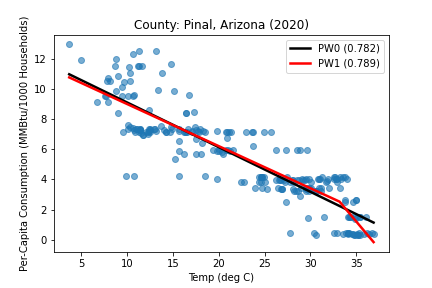 County: Pinal, Arizona (2020)
PW0 (0.782)
PW1 (0.789)
Per-Capita Consumption (MMBtu/1000 Households)
12
10
8
6
4
2
0
5
10
15
20
25
30
35
Temp (deg C)